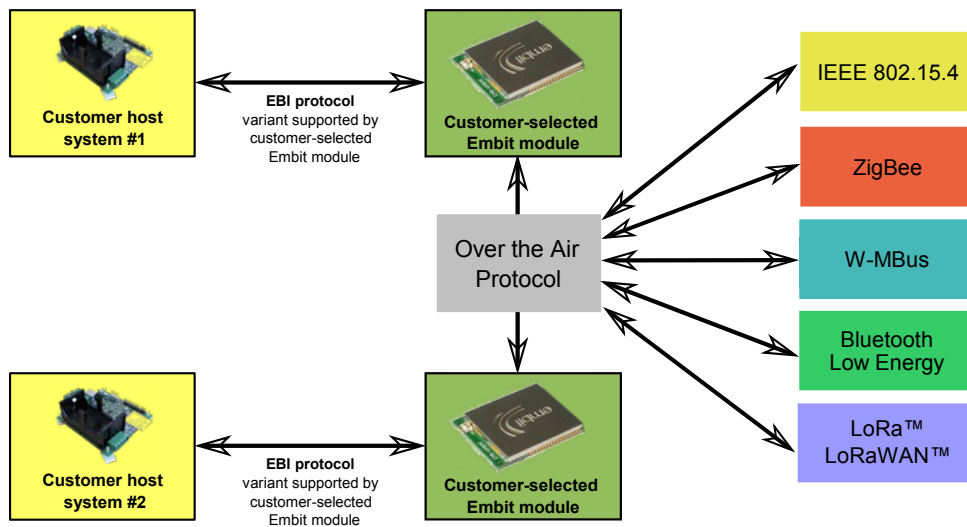 Customer host
system #1
EBI protocol
variant supported by
customer-selected
Embit module
embit
Customer-selected
Embit module
Over the Air
Protocol
IEEE 802.15.4
ZigBee
W-MBus
Bluetooth
Low Energy
LoRa™
LoRaWAN™
Customer host
system #2
EBI protocol
variant supported by
customer-selected
Embit module
embit
Customer-selected
Embit module